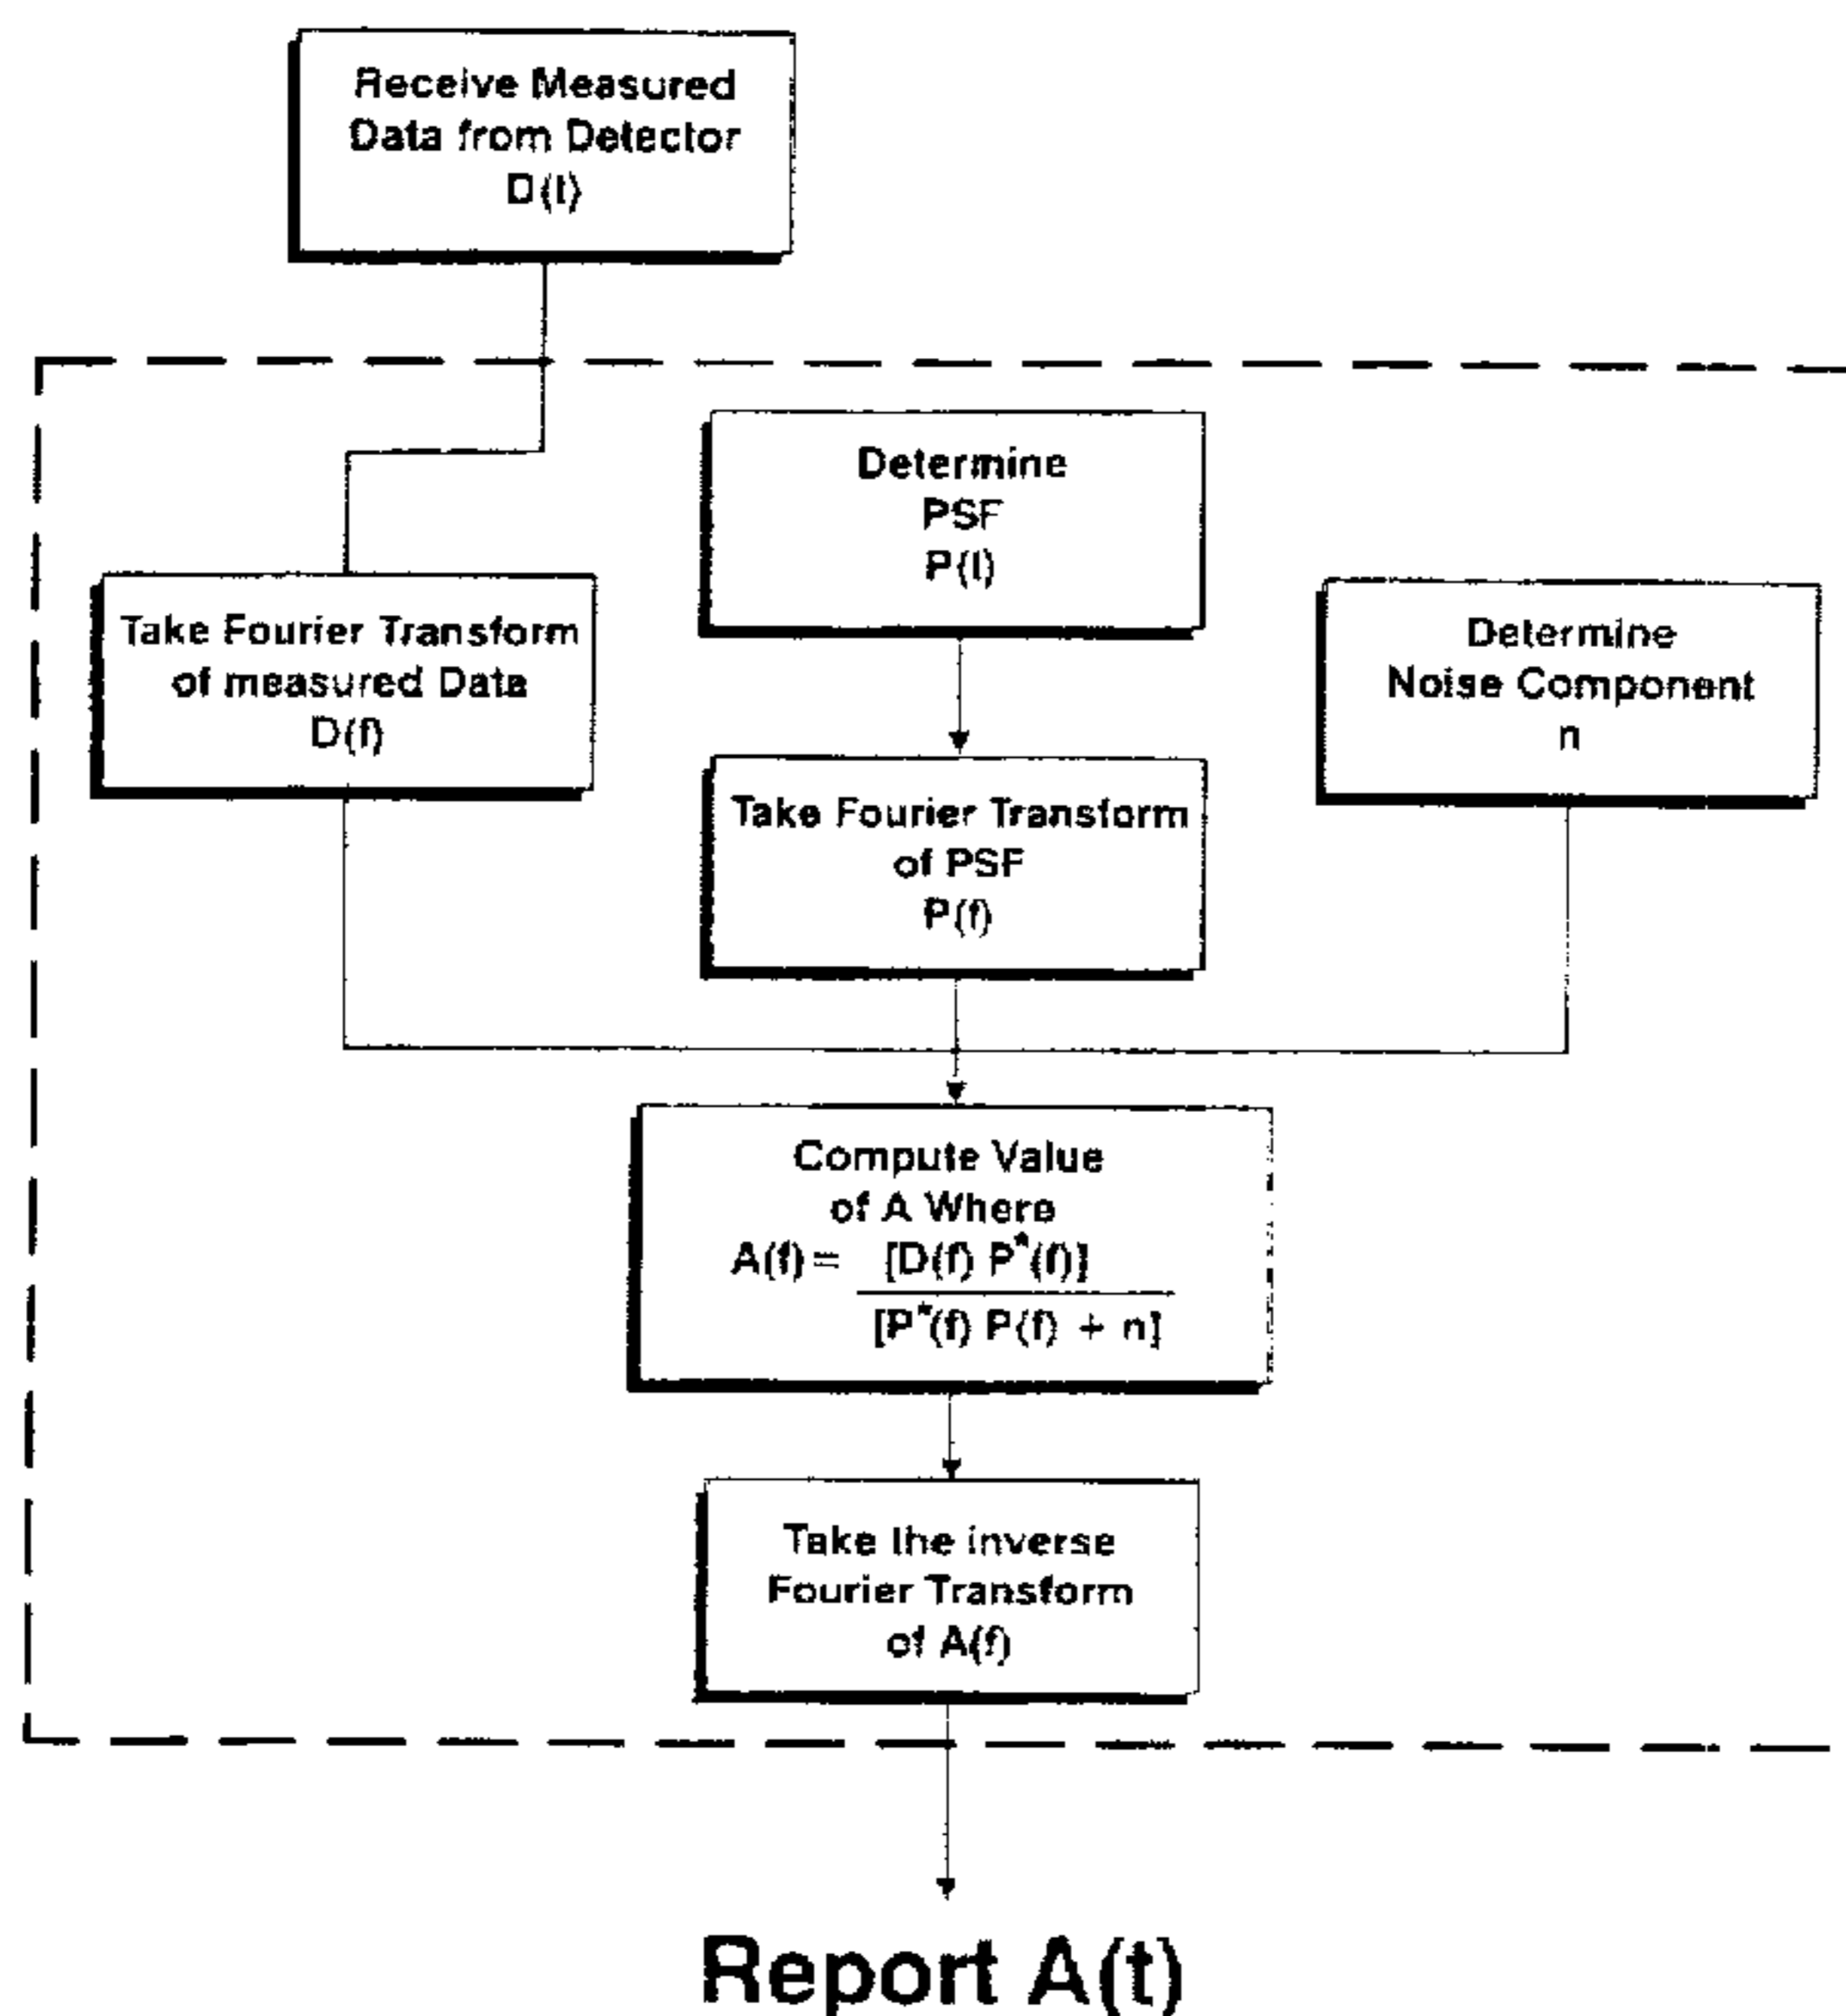 Receive Measured
Data from Detector
D(t)
Determine
PSF
P(t)
Take Fourier Transform
of measured Data
D(f)
Determine
Noise Component
n
Take Fourier Transform
of PSF
P(f)
Compute Value
of A Where
A(f) = [D(f) P*(f)]
[P*(f) P(f) + n]
Take the inverse
Fourier Transform
of A(f)
Report A(t)